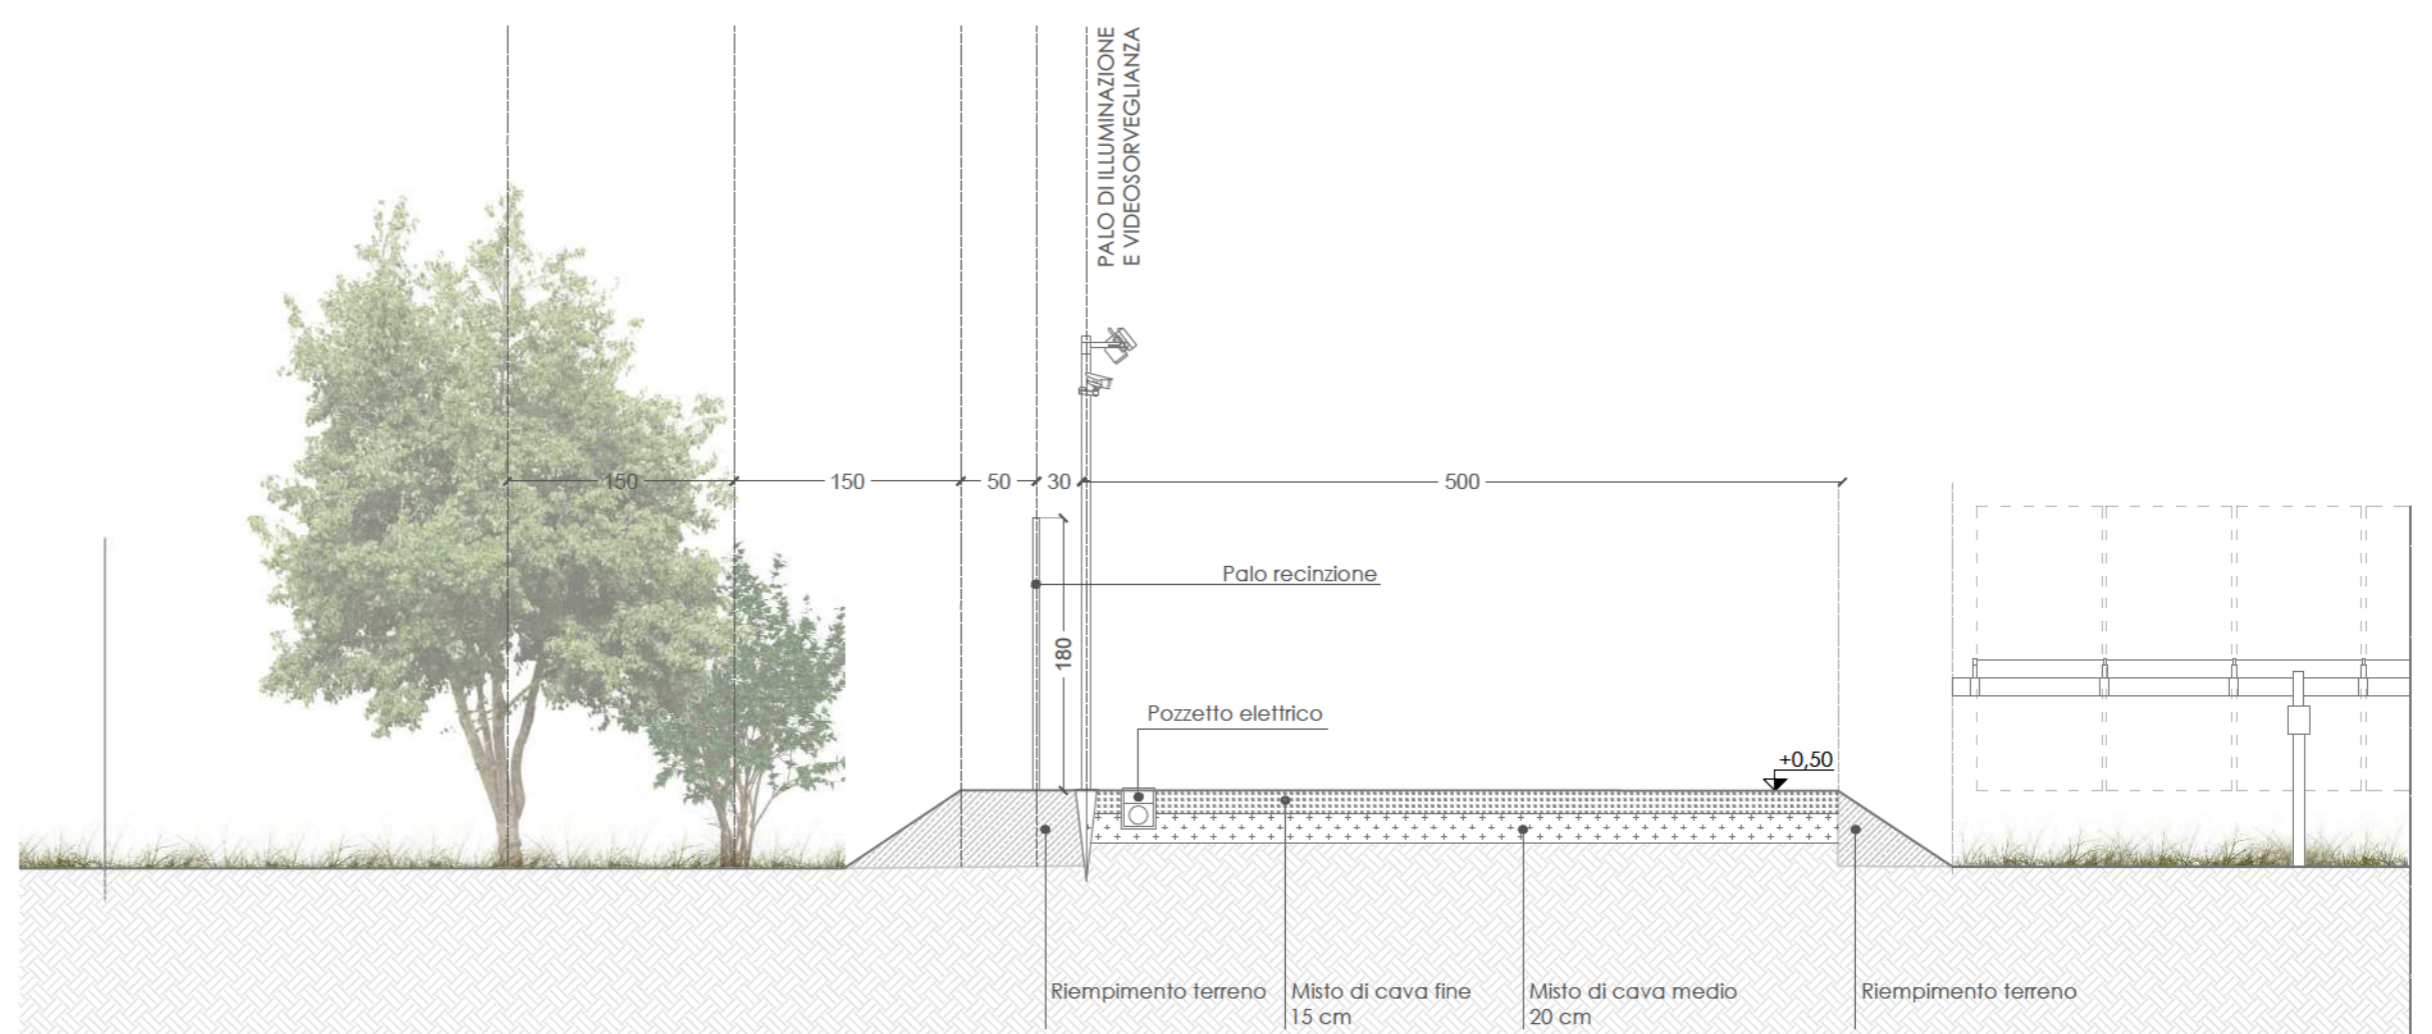 PALO DI ILLUMINAZIONE
E VIDEOSORVEGLIANZA
150
150
50
30
500
Palo recinzione
180
Pozzetto elettrico
+0,50
Riempimento terreno
Misto di cava fine
15 cm
Misto di cava medio
20 cm
Riempimento terreno